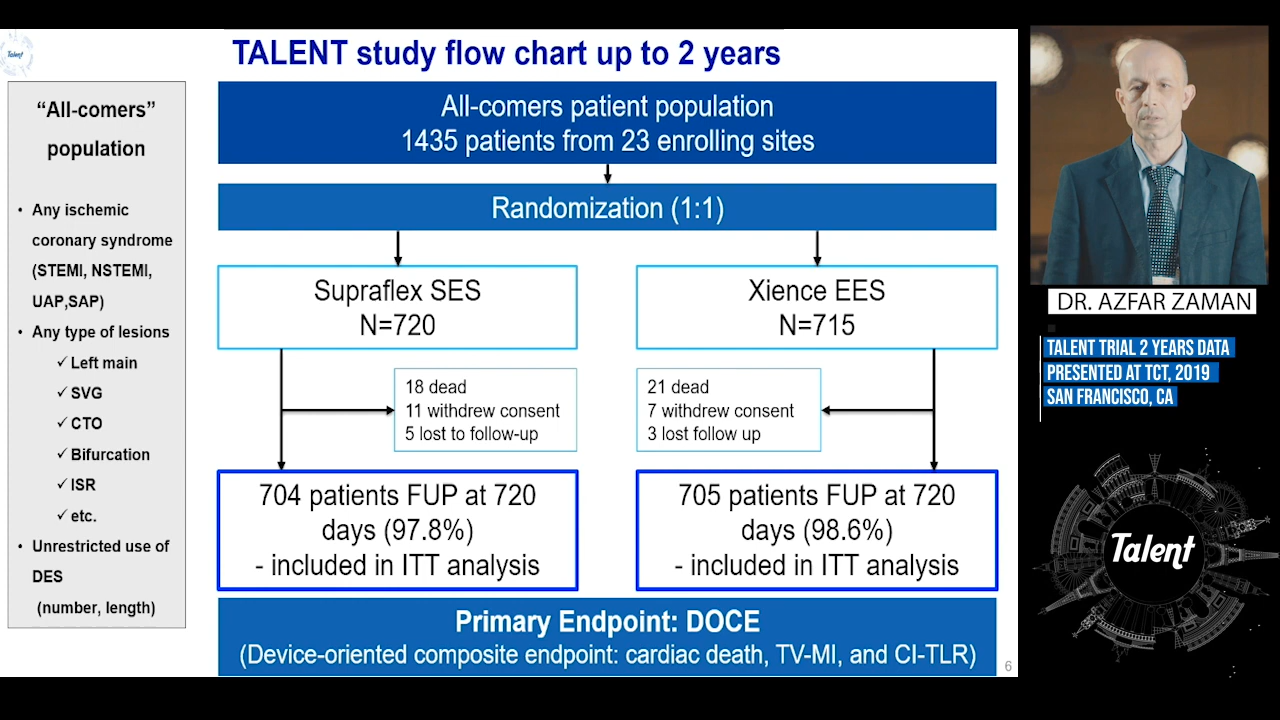 Talent
TALENT study flow chart up to 2 years
“All-comers”
population
• Any ischemic
coronary syndrome
(STEMI, NSTEMI,
UAP,SAP)
• Any type of lesions
✓ Left main
✓ SVG
✓ CTO
✓ Bifurcation
✓ ISR
✓ etc.
• Unrestricted use of
DES
(number, length)
All-comers patient population
1435 patients from 23 enrolling sites
Randomization (1:1)
Supraflex SES
N=720
Xience EES
N=715
18 dead
11 withdrew consent
5 lost to follow-up
21 dead
7 withdrew consent
3 lost follow up
704 patients FUP at 720
days (97.8%)
- included in ITT analysis
705 patients FUP at 720
days (98.6%)
- included in ITT analysis
Primary Endpoint: DOCE
(Device-oriented composite endpoint: cardiac death, TV-MI, and CI-TLR)
6
DR. AZFAR ZAMAN
TALENT TRIAL 2 YEARS DATA
PRESENTED AT TCT, 2019
SAN FRANCISCO, CA
Talent